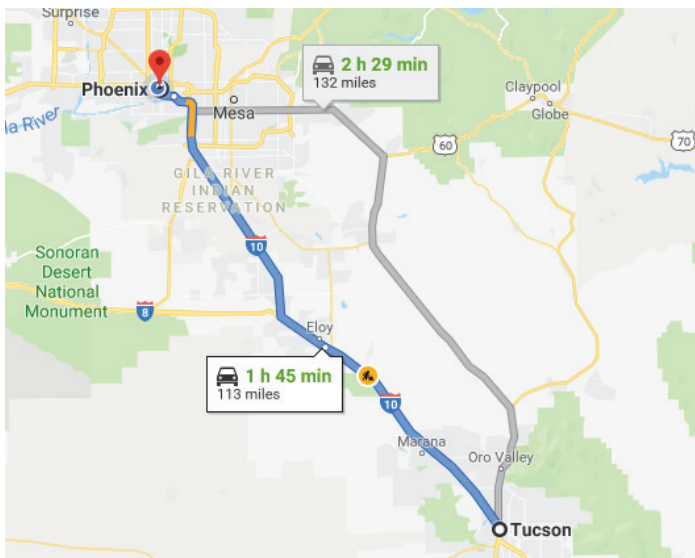 Surprise
2 h 29 min
132 miles
Phoenix
Claypool
Globe
Mesa
River
60
70
GILA RIVER
INDIAN
RESERVATION
10
Sonoran
Desert
National
Monument
8
Eloy
1 h 45 min
113 miles
10
Marana
Oro Valley
Tucson